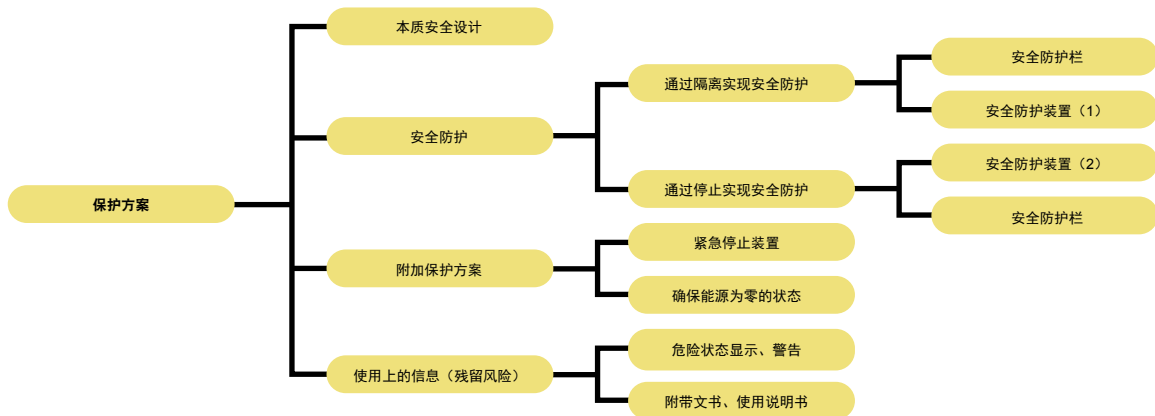 保护方案
本质安全设计
安全防护
通过隔离实现安全防护
安全防护栏
安全防护装置（1）
通过停止实现安全防护
安全防护装置（2）
安全防护栏
附加保护方案
紧急停止装置
确保能源为零的状态
使用上的信息（残留风险）
危险状态显示、警告
附带文书、使用说明书